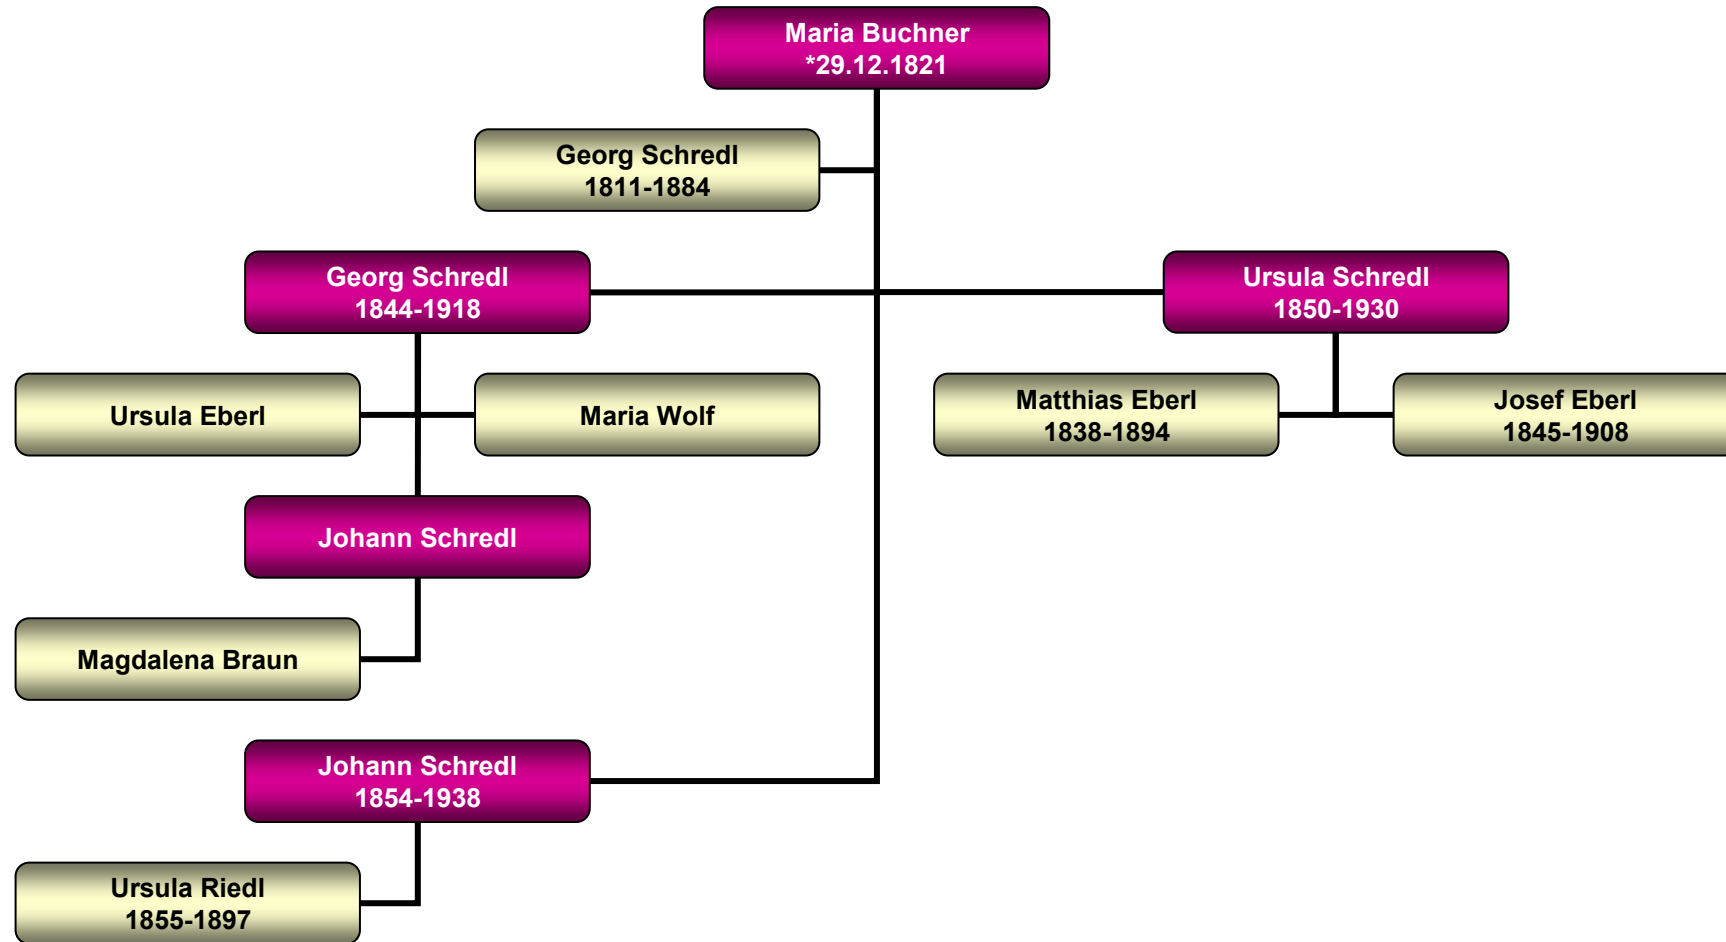 Maria Buchner
*29.12.1821
Georg Schredl
1811-1884
Georg Schredl
1844-1918
Ursula Schredl
1850-1930
Ursula Eberl
Maria Wolf
Matthias Eberl
1838-1894
Josef Eberl
1845-1908
Johann Schredl
Magdalena Braun
Johann Schredl
1854-1938
Ursula Riedl
1855-1897